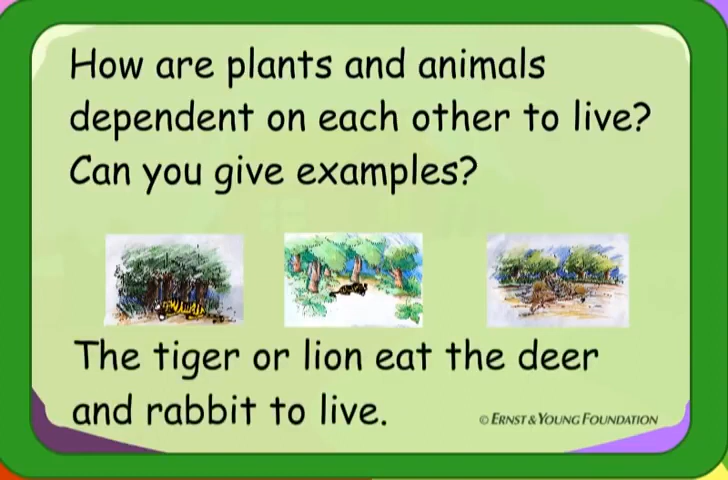 How are plants and animals
dependent on each other to live?
Can you give examples?
The tiger or lion eat the deer
and rabbit to live.
© ERNST & YOUNG FOUNDATION